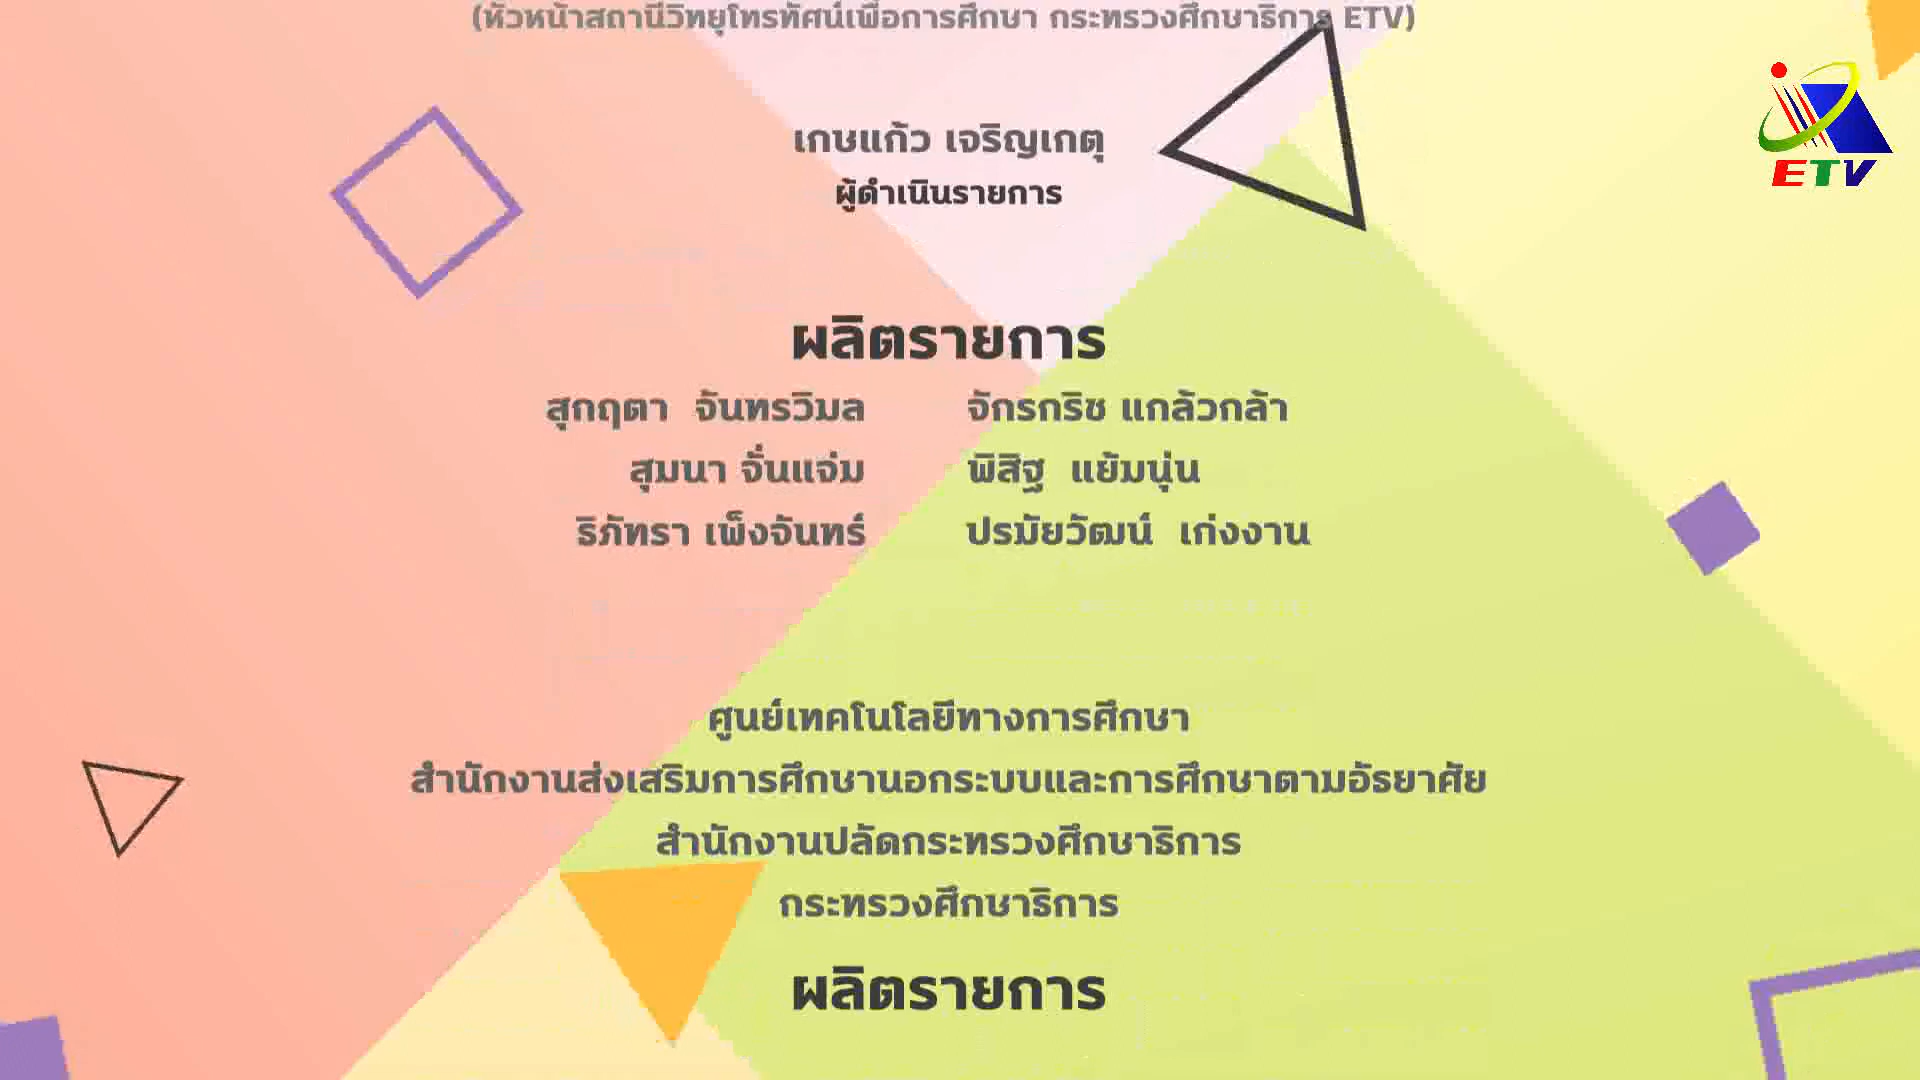 (หัวหน้าสถานีวิทยุโทรทัศน์เพื่อการศึกษา กระทรวงศึกษาธิการ ETV)
ETV
เกษแก้ว เจริญเกตุ
ผู้ดำเนินรายการ
ผลิตรายการ
สุกฤตา จันทรวิมล
จักรกริช แกล้วกล้า
สุมนา จั่นแจ่ม
พิสิฐ แย้มนุ่น
ธิภัทรา เพ็งจันทร์
ปรมัยวัฒน์ เก่งงาน
ศูนย์เทคโนโลยีทางการศึกษา
สำนักงานส่งเสริมการศึกษานอกระบบและการศึกษาตามอัธยาศัย
สำนักงานปลัดกระทรวงศึกษาธิการ
กระทรวงศึกษาธิการ
ผลิตรายการ